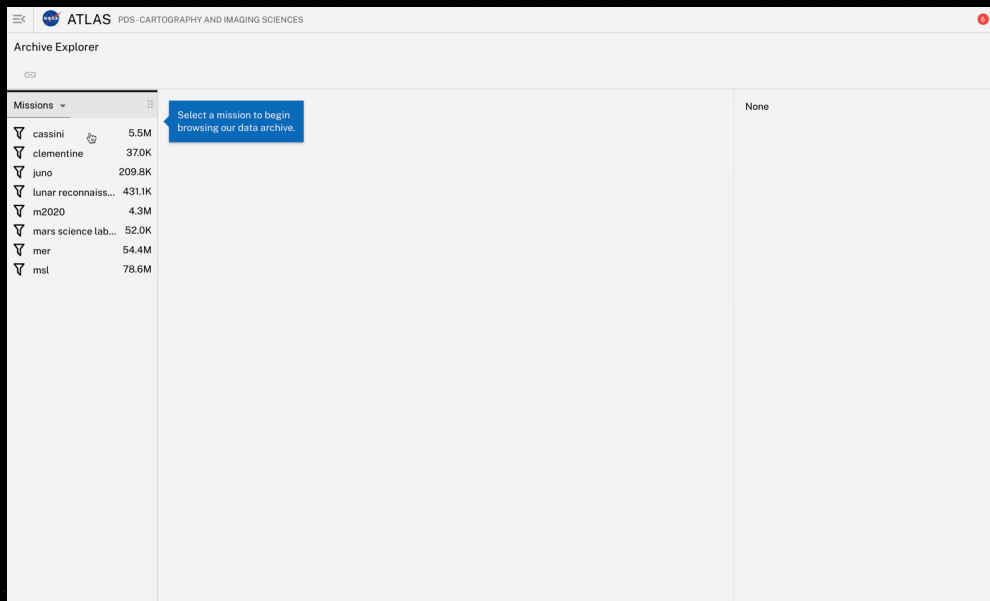 NASA ATLAS PDS-CARTOGRAPHY AND IMAGING SCIENCES
6
Archive Explorer
Missions
Select a mission to begin
browsing our data archive.
None
cassini 5.5M
clementine 37.0K
juno 209.8K
lunar reconnaiss... 431.1K
m2020 4.3M
mars science lab... 52.0K
mer 54.4M
msl 78.6M